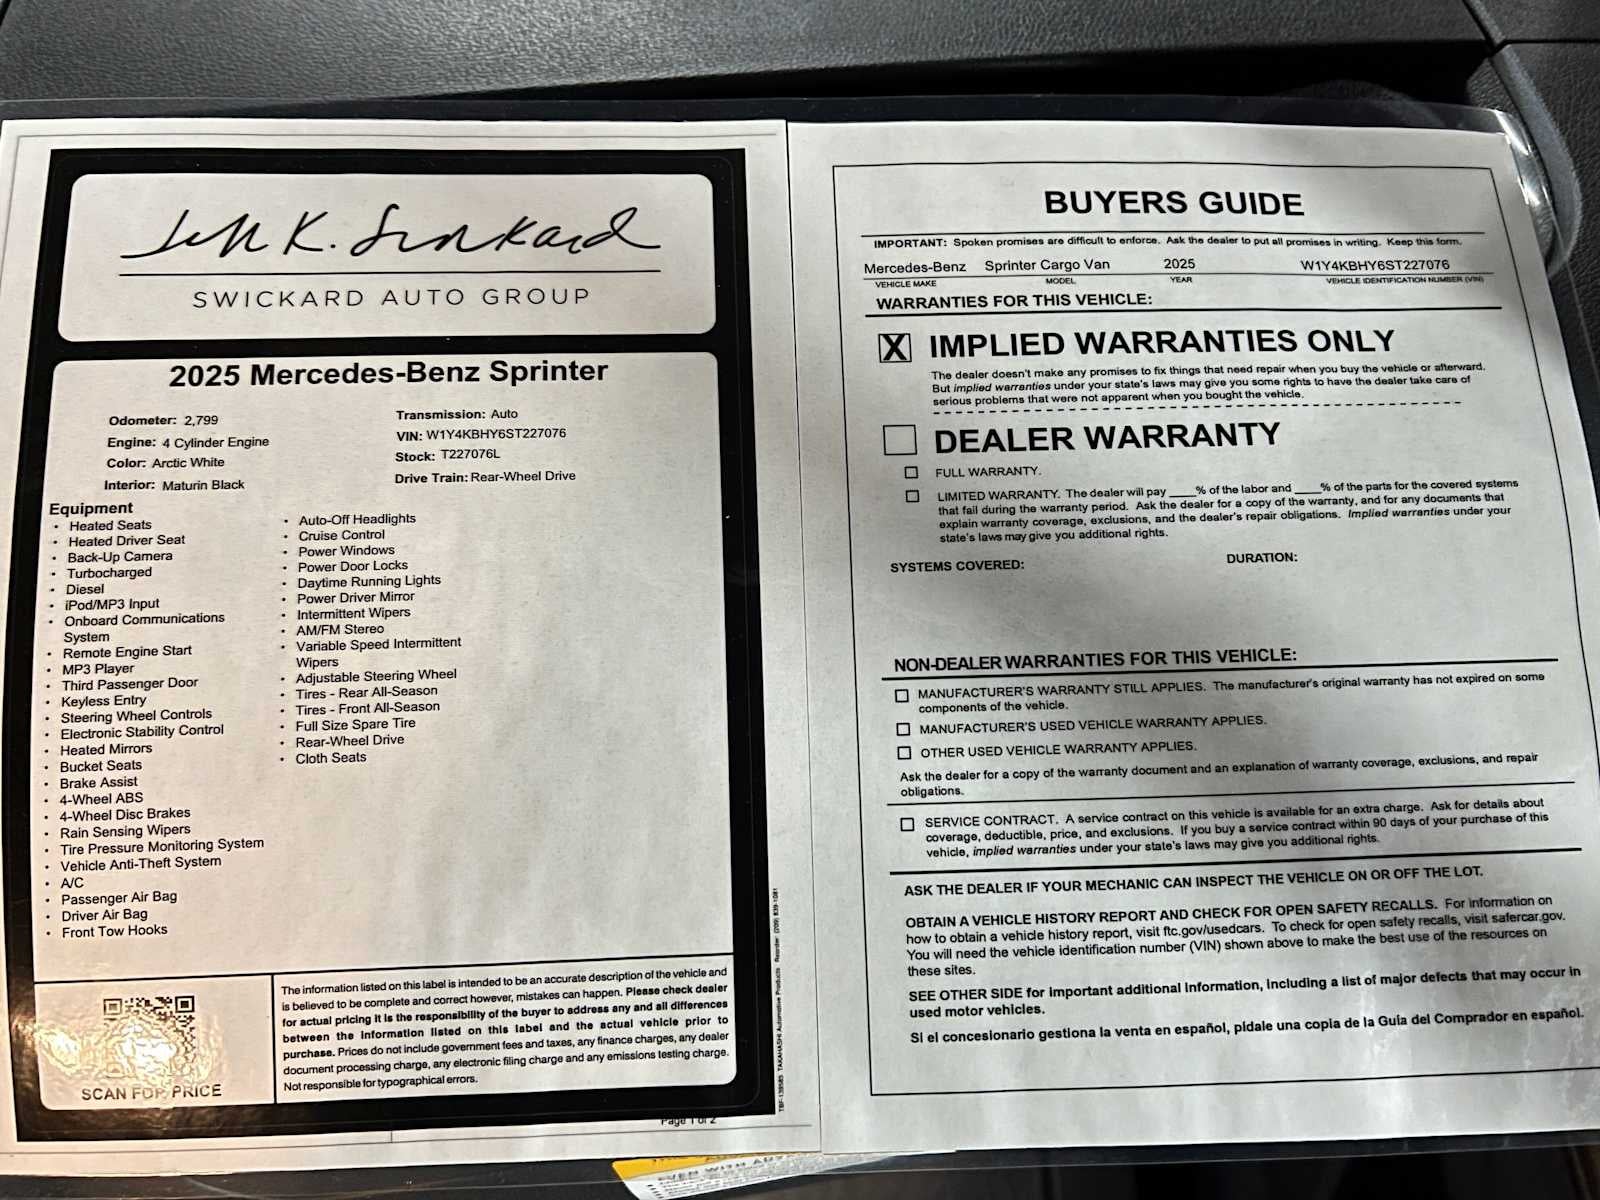 Jeff K. Swickard
SWICKARD AUTO GROUP
2025 Mercedes-Benz Sprinter
Odometer: 2,799
Engine: 4 Cylinder Engine
Color: Arctic White
Interior: Maturin Black
Transmission: Auto
VIN: W1Y4KBHY6ST227076
Stock: T227076L
Drive Train: Rear-Wheel Drive
Equipment
• Heated Seats
• Heated Driver Seat
• Back-Up Camera
• Turbocharged
• Diesel
• iPod/MP3 Input
• Onboard Communications
System
• Remote Engine Start
• MP3 Player
• Third Passenger Door
• Keyless Entry
• Steering Wheel Controls
• Electronic Stability Control
• Heated Mirrors
• Bucket Seats
• Brake Assist
• 4-Wheel ABS
• 4-Wheel Disc Brakes
• Rain Sensing Wipers
• Tire Pressure Monitoring System
• Vehicle Anti-Theft System
• A/C
• Passenger Air Bag
• Driver Air Bag
• Front Tow Hooks
• Auto-Off Headlights
• Cruise Control
• Power Windows
• Power Door Locks
• Daytime Running Lights
• Power Driver Mirror
• Intermittent Wipers
• AM/FM Stereo
• Variable Speed Intermittent
Wipers
• Adjustable Steering Wheel
• Tires - Rear All-Season
• Tires - Front All-Season
• Full Size Spare Tire
• Rear-Wheel Drive
• Cloth Seats
SCAN FOR PRICE
The information listed on this label is intended to be an accurate description of the vehicle and
is believed to be complete and correct however, mistakes can happen. Please check dealer
for actual pricing it is the responsibility of the buyer to address any and all differences
between the information listed on this label and the actual vehicle prior to
purchase. Prices do not include government fees and taxes, any finance charges, any dealer
document processing charge, any electronic filing charge and any emissions testing charge.
Not responsible for typographical errors.
TAKAHASHI Automotive Products Reorder (209) 839-1081
Page 1 of 2
BUYERS GUIDE
IMPORTANT: Spoken promises are difficult to enforce. Ask the dealer to put all promises in writing. Keep this form.
Mercedes-Benz Sprinter Cargo Van 2025 W1Y4KBHY6ST227076
VEHICLE MAKE MODEL YEAR VEHICLE IDENTIFICATION NUMBER (VIN)
WARRANTIES FOR THIS VEHICLE:
X IMPLIED WARRANTIES ONLY
The dealer doesn't make any promises to fix things that need repair when you buy the vehicle or afterward.
But implied warranties under your state's laws may give you some rights to have the dealer take care of
serious problems that were not apparent when you bought the vehicle.
DEALER WARRANTY
FULL WARRANTY.
LIMITED WARRANTY. The dealer will pay ____% of the labor and ____% of the parts for the covered systems
that fail during the warranty period. Ask the dealer for a copy of the warranty, and for any documents that
explain warranty coverage, exclusions, and the dealer's repair obligations. Implied warranties under your
state's laws may give you additional rights.
SYSTEMS COVERED: DURATION:
NON-DEALER WARRANTIES FOR THIS VEHICLE:
MANUFACTURER'S WARRANTY STILL APPLIES. The manufacturer's original warranty has not expired on some
components of the vehicle.
MANUFACTURER'S USED VEHICLE WARRANTY APPLIES.
OTHER USED VEHICLE WARRANTY APPLIES.
Ask the dealer for a copy of the warranty document and an explanation of warranty coverage, exclusions, and repair
obligations.
SERVICE CONTRACT. A service contract on this vehicle is available for an extra charge. Ask for details about
coverage, deductible, price, and exclusions. If you buy a service contract within 90 days of your purchase of this
vehicle, implied warranties under your state's laws may give you additional rights.
ASK THE DEALER IF YOUR MECHANIC CAN INSPECT THE VEHICLE ON OR OFF THE LOT.
OBTAIN A VEHICLE HISTORY REPORT AND CHECK FOR OPEN SAFETY RECALLS. For information on
how to obtain a vehicle history report, visit ftc.gov/usedcars. To check for open safety recalls, visit safercar.gov.
You will need the vehicle identification number (VIN) shown above to make the best use of the resources on
these sites.
SEE OTHER SIDE for important additional information, including a list of major defects that may occur in
used motor vehicles.
Si el concesionario gestiona la venta en español, pídale una copia de la Guía del Comprador en español.
EVEN WITH